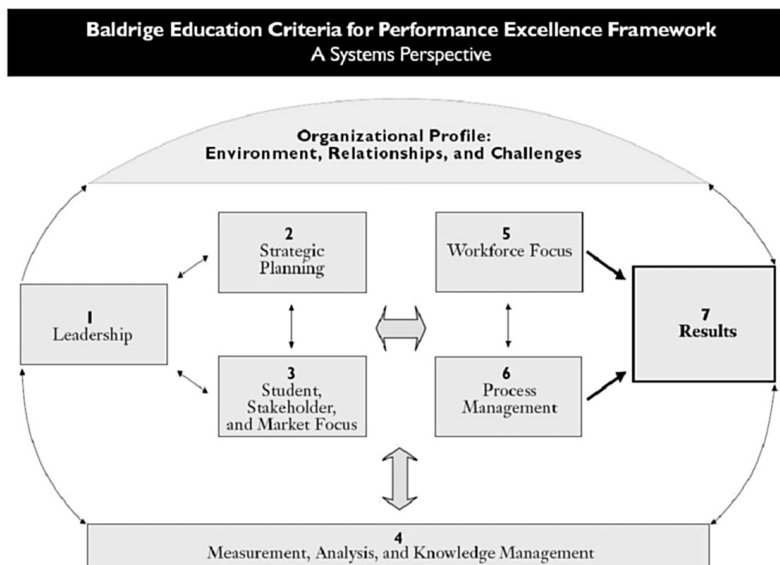 Baldrige Education Criteria for Performance Excellence Framework
A Systems Perspective
Organizational Profile:
Environment, Relationships, and Challenges
2
Strategic
Planning
5
Workforce Focus
1
Leadership
7
Results
3
Student,
Stakeholder,
and Market Focus
6
Process
Management
4
Measurement, Analysis, and Knowledge Management